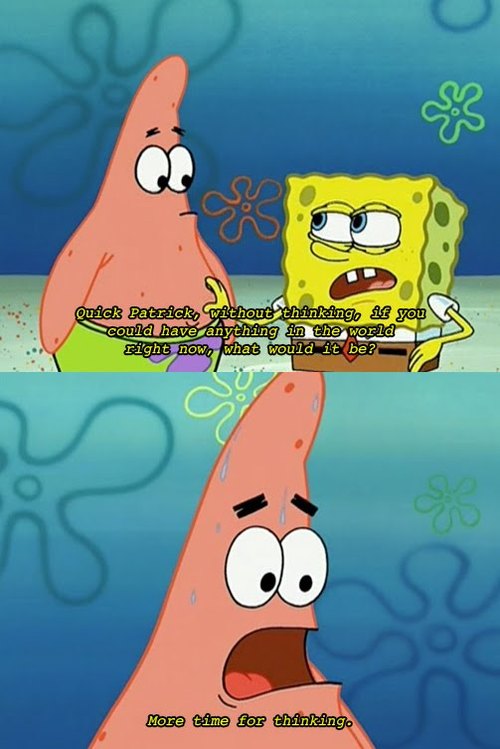 Quick Patrick, without thinking, if you
could have anything in the world
right now, what would it be?
More time for thinking.